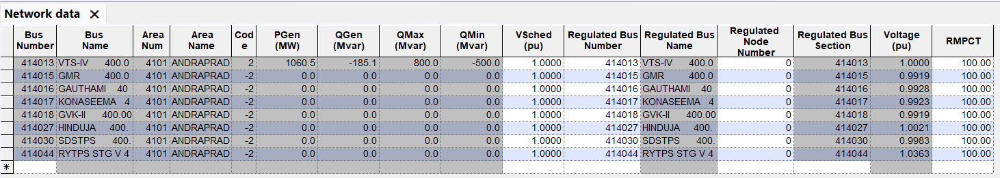 Network data ×
Bus Number Bus Name Area Num Area Name Cod e PGen (MW) QGen (Mvar) QMax (Mvar) QMin (Mvar) VSched (pu) Regulated Bus Number Regulated Bus Name Regulated Node Number Regulated Bus Section Voltage (pu) RMPCT
414013 VTS-IV 400.0 4101 ANDRAPRAD 2 1060.5 -185.1 800.0 -500.0 1.0000 414013 VTS-IV 400.0 0 414013 1.0000 100.00
414015 GMR 400.0 4101 ANDRAPRAD -2 0.0 0.0 0.0 0.0 1.0000 414015 GMR 400.0 0 414015 0.9919 100.00
414016 GAUTHAMI 40 4101 ANDRAPRAD -2 0.0 0.0 0.0 0.0 1.0000 414016 GAUTHAMI 40 0 414016 0.9928 100.00
414017 KONASEEMA 4 4101 ANDRAPRAD -2 0.0 0.0 0.0 0.0 1.0000 414017 KONASEEMA 4 0 414017 0.9923 100.00
414018 GVK-II 400.00 4101 ANDRAPRAD -2 0.0 0.0 0.0 0.0 1.0000 414018 GVK-II 400.00 0 414018 0.9919 100.00
414027 HINDUJA 400. 4101 ANDRAPRAD -2 0.0 0.0 0.0 0.0 1.0000 414027 HINDUJA 400. 0 414027 1.0021 100.00
414030 SDSTPS 400. 4101 ANDRAPRAD -2 0.0 0.0 0.0 0.0 1.0000 414030 SDSTPS 400. 0 414030 0.9983 100.00
414044 RYTPS STG V 4 4101 ANDRAPRAD -2 0.0 0.0 0.0 0.0 1.0000 414044 RYTPS STG V 4 0 414044 1.0363 100.00
*